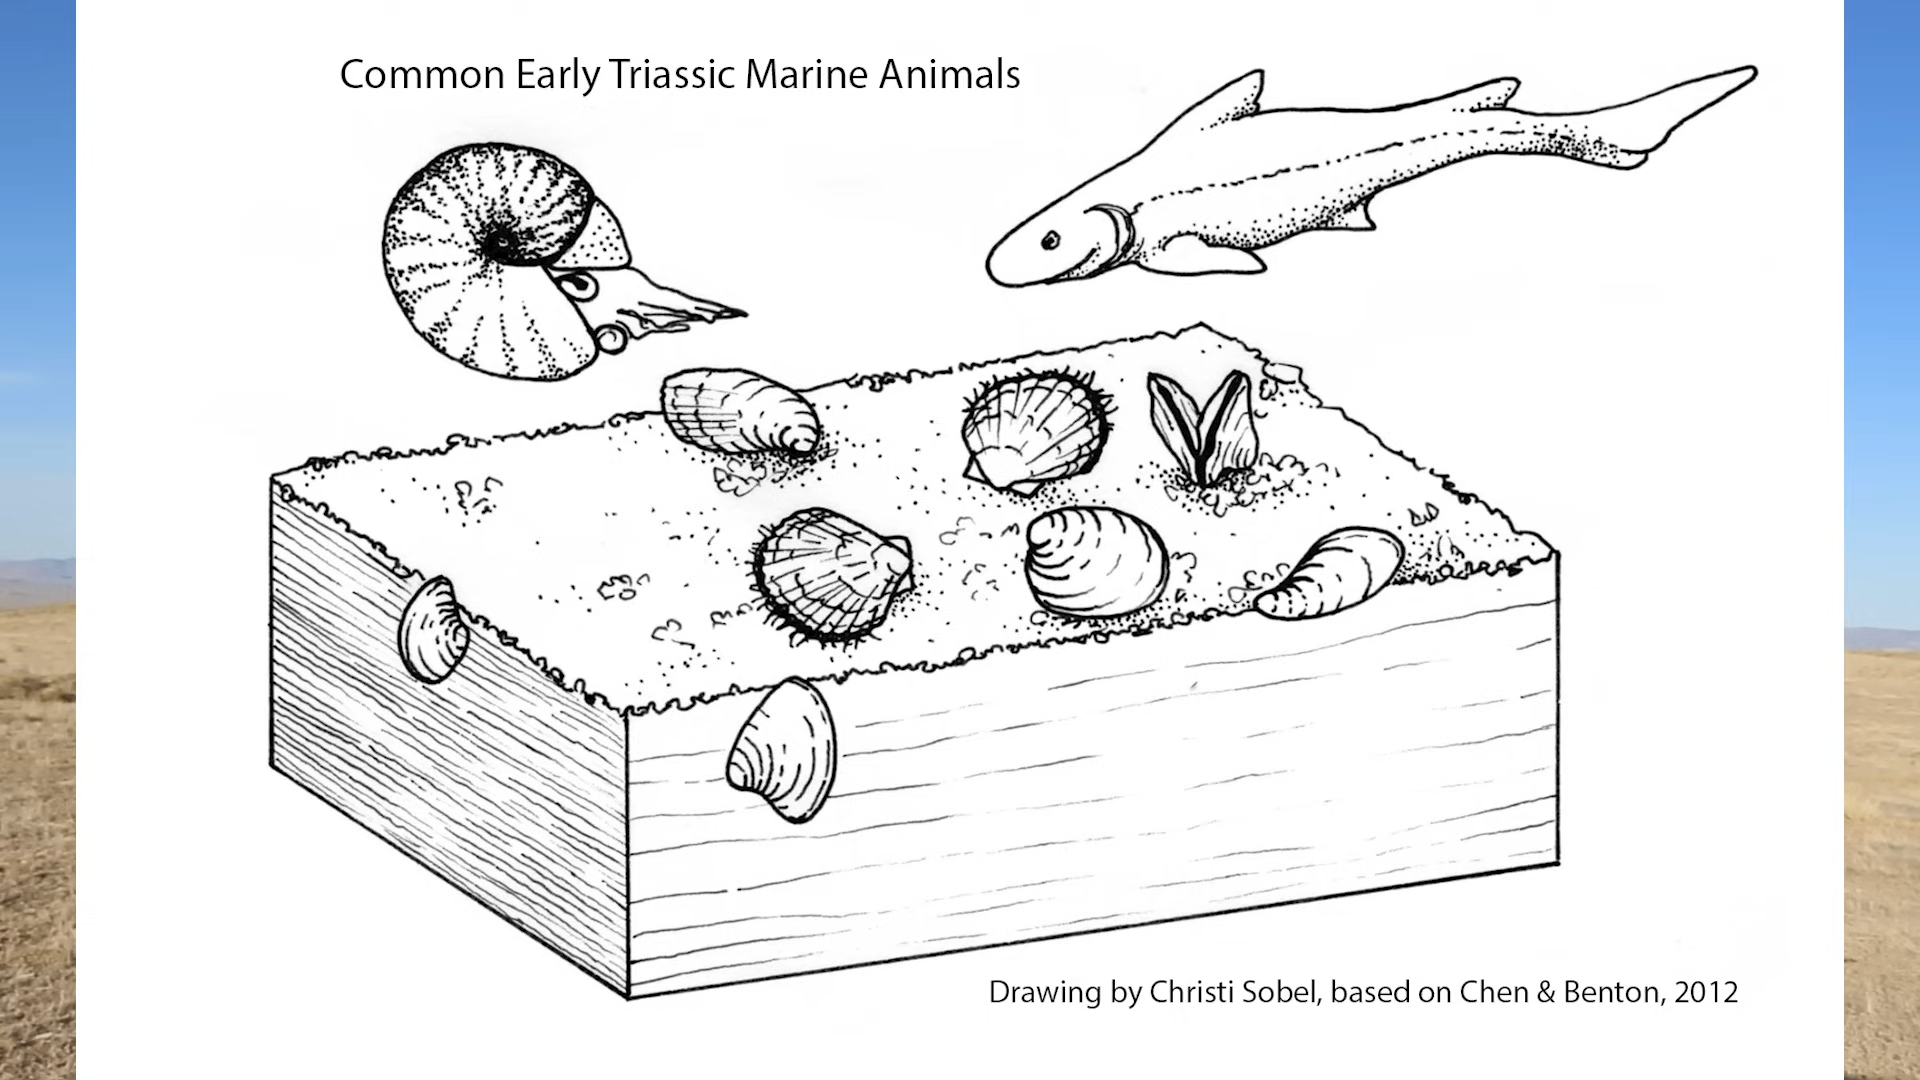 Common Early Triassic Marine Animals
Drawing by Christi Sobel, based on Chen & Benton, 2012